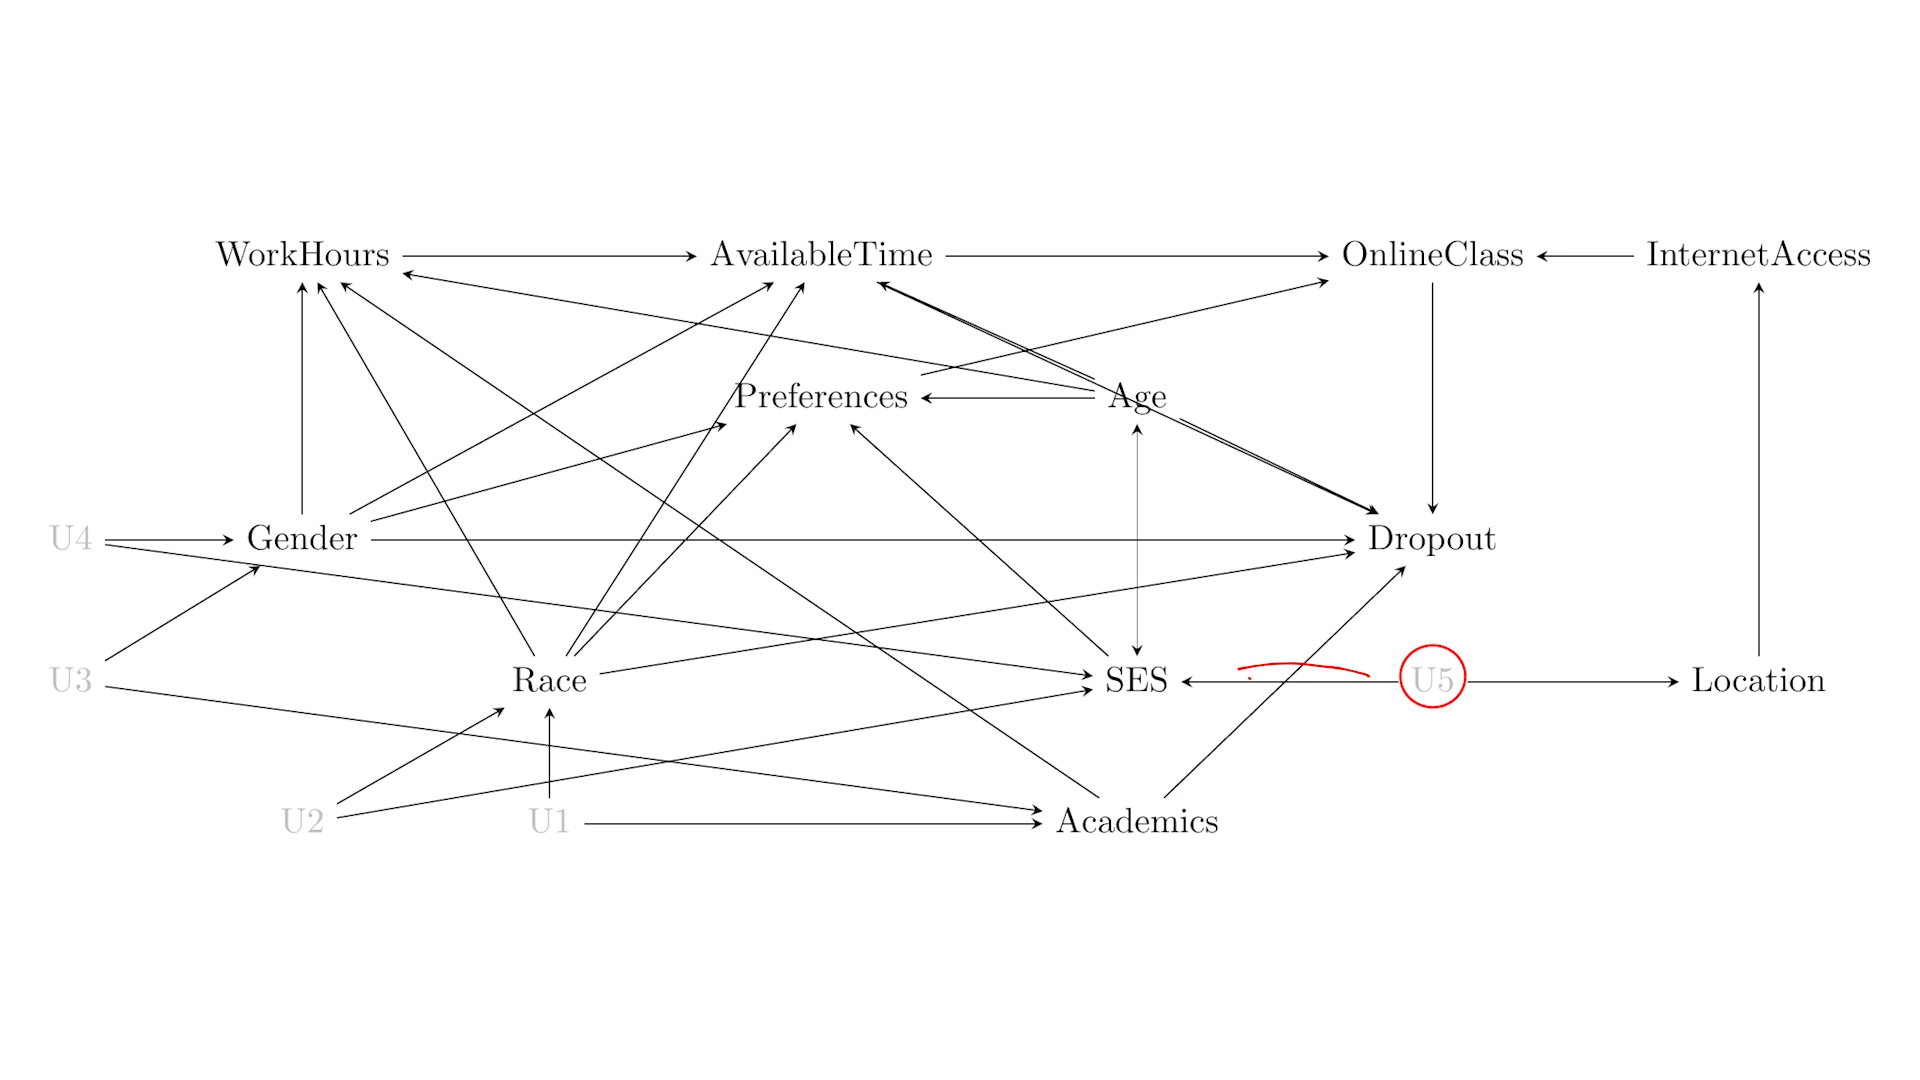 WorkHours AvailableTime OnlineClass InternetAccess
Preferences Age
U4 Gender Dropout
U3 Race SES U5 Location
U2 U1 Academics